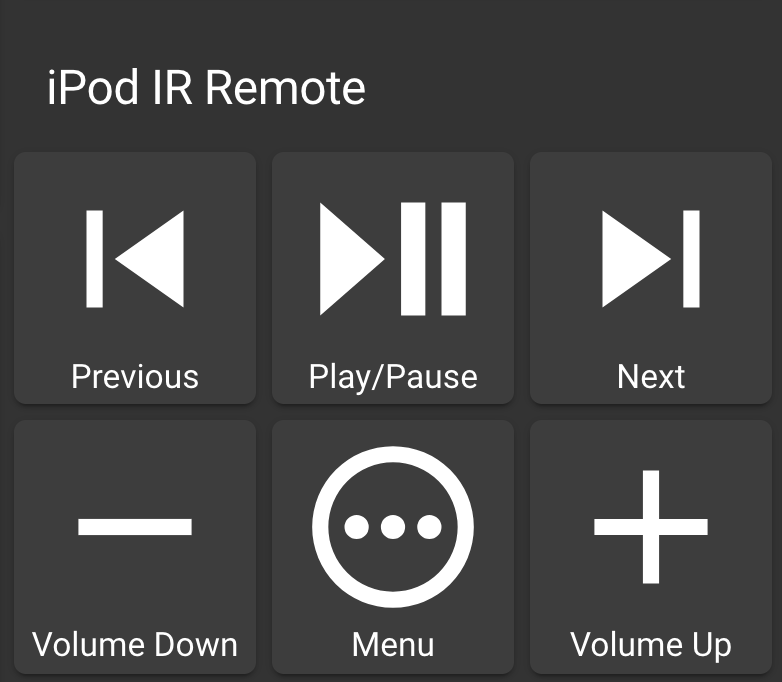 iPod IR Remote
Previous
Play/Pause
Next
Volume Down
Menu
Volume Up